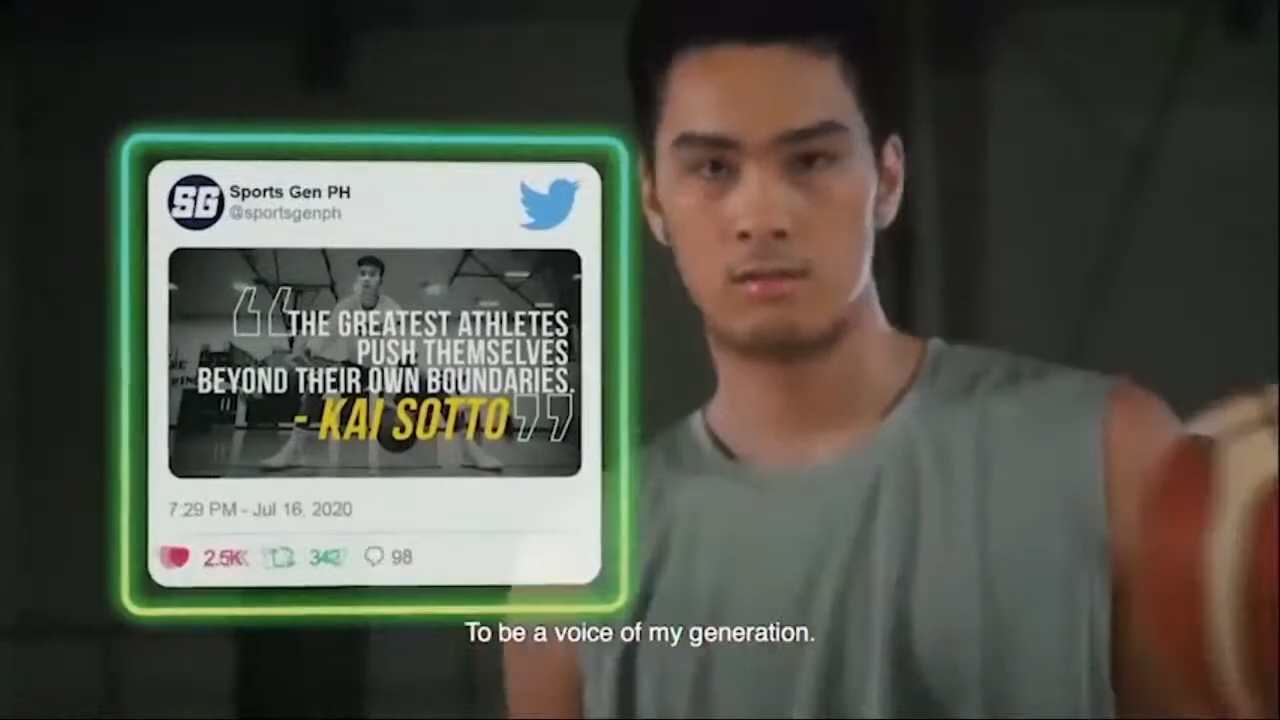 SG
Sports Gen PH
@sportsgenph
“THE GREATEST ATHLETES
PUSH THEMSELVES
BEYOND THEIR OWN BOUNDARIES.
- KAI SOTTO”
7:29 PM - Jul 16, 2020
2.5K 342 98
To be a voice of my generation.